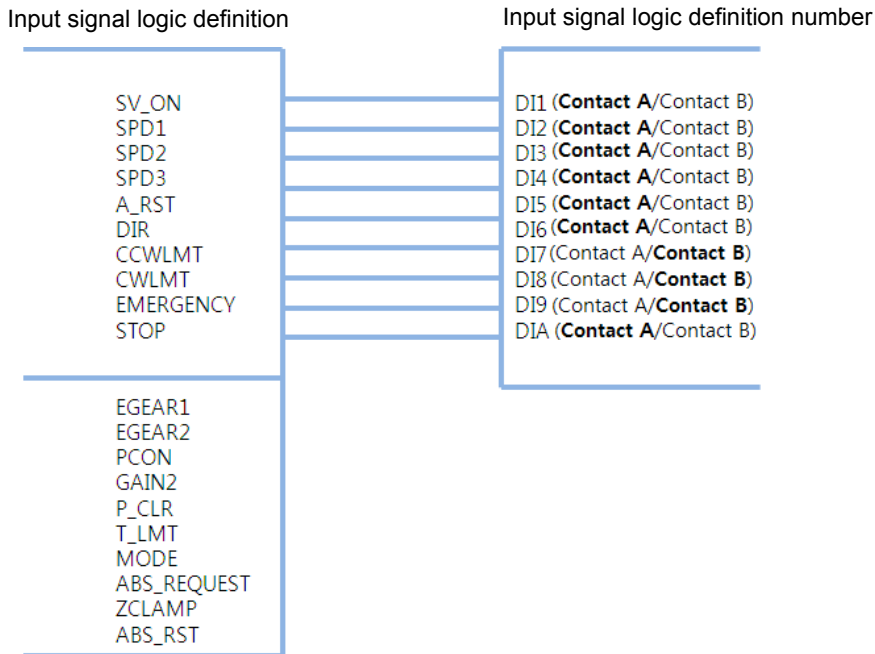 Input signal logic definition
Input signal logic definition number
SV_ON
SPD1
SPD2
SPD3
A_RST
DIR
CCWLMT
CWLMT
EMERGENCY
STOP
DI1 (Contact A/Contact B)
DI2 (Contact A/Contact B)
DI3 (Contact A/Contact B)
DI4 (Contact A/Contact B)
DI5 (Contact A/Contact B)
DI6 (Contact A/Contact B)
DI7 (Contact A/Contact B)
DI8 (Contact A/Contact B)
DI9 (Contact A/Contact B)
DIA (Contact A/Contact B)
EGEAR1
EGEAR2
PCON
GAIN2
P_CLR
T_LMT
MODE
ABS_REQUEST
ZCLAMP
ABS_RST